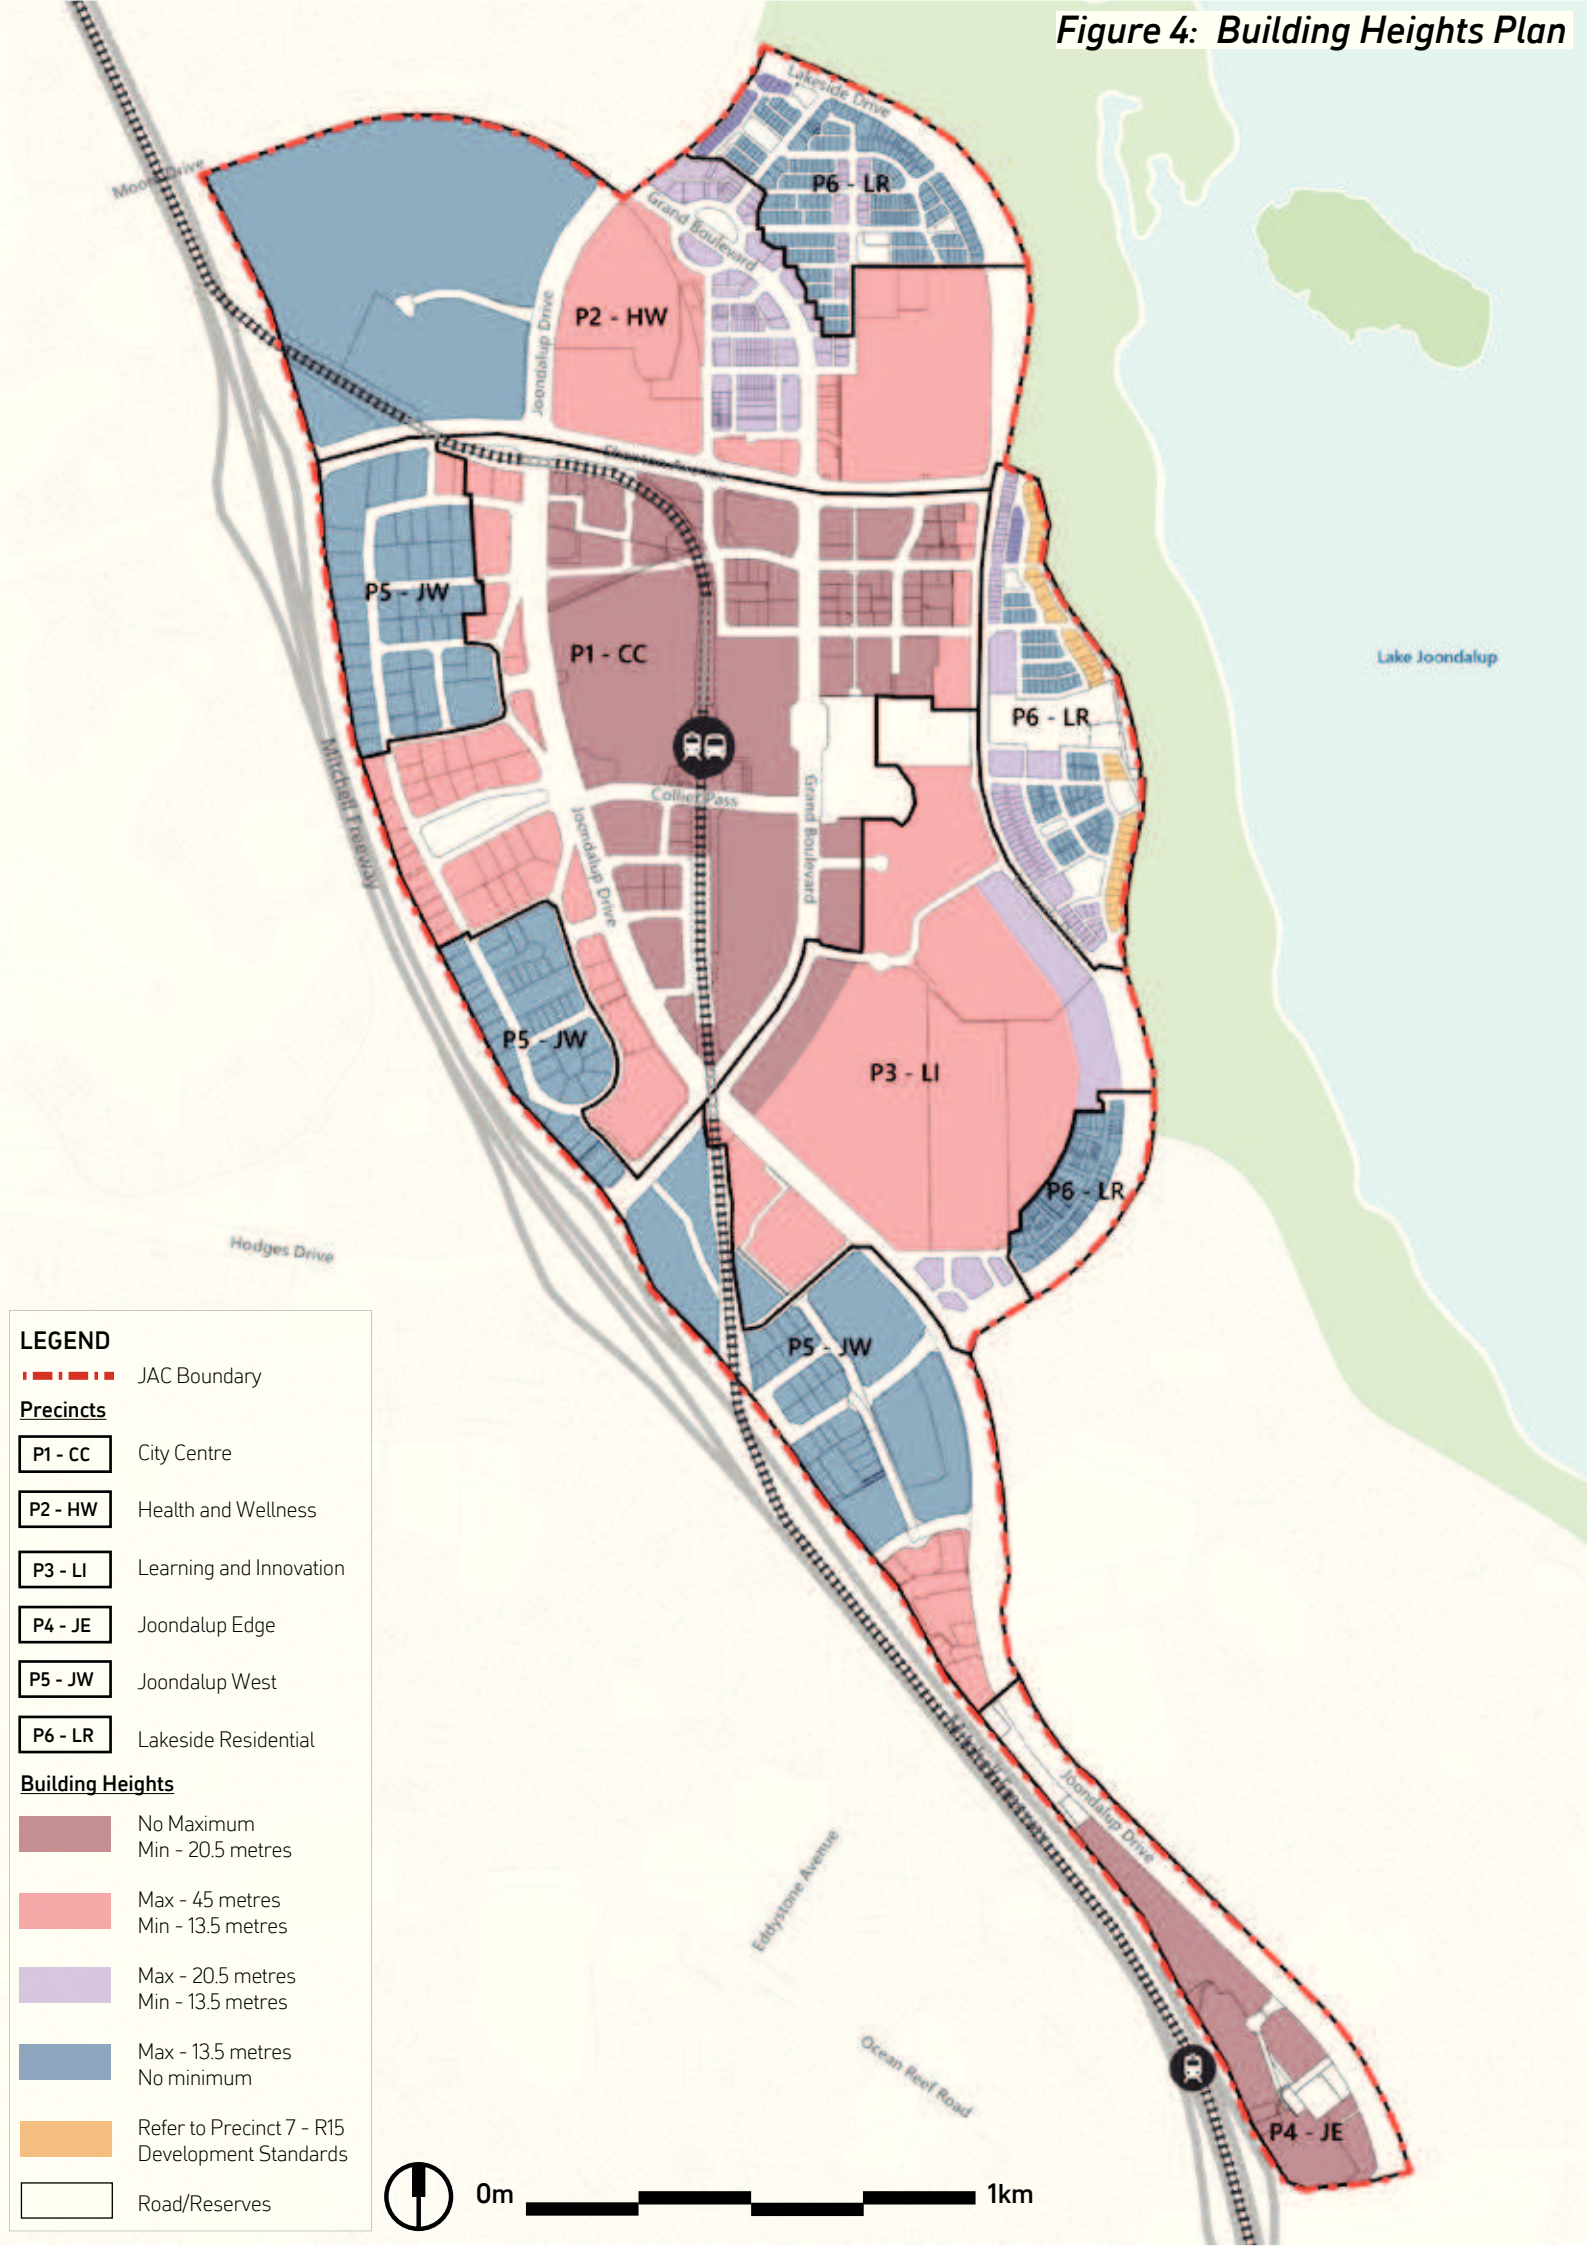 Figure 4: Building Heights Plan
Lakeside Drive
Moore Drive
P6 - LR
Grand Boulevard
P2 - HW
Joondalup Drive
Shenton Avenue
P5 - JW
P1 - CC
Lake Joondalup
P6 - LR
Mitchell Freeway
Collier Pass
Grand Boulevard
Joondalup Drive
P5 - JW
P3 - LI
P6 - LR
Hodges Drive
P5 - JW
Joondalup Drive
Eddystone Avenue
Ocean Reef Road
P4 - JE
LEGEND
JAC Boundary
Precincts
P1 - CC City Centre
P2 - HW Health and Wellness
P3 - LI Learning and Innovation
P4 - JE Joondalup Edge
P5 - JW Joondalup West
P6 - LR Lakeside Residential
Building Heights
No Maximum
Min - 20.5 metres
Max - 45 metres
Min - 13.5 metres
Max - 20.5 metres
Min - 13.5 metres
Max - 13.5 metres
No minimum
Refer to Precinct 7 - R15
Development Standards
Road/Reserves
0m 1km